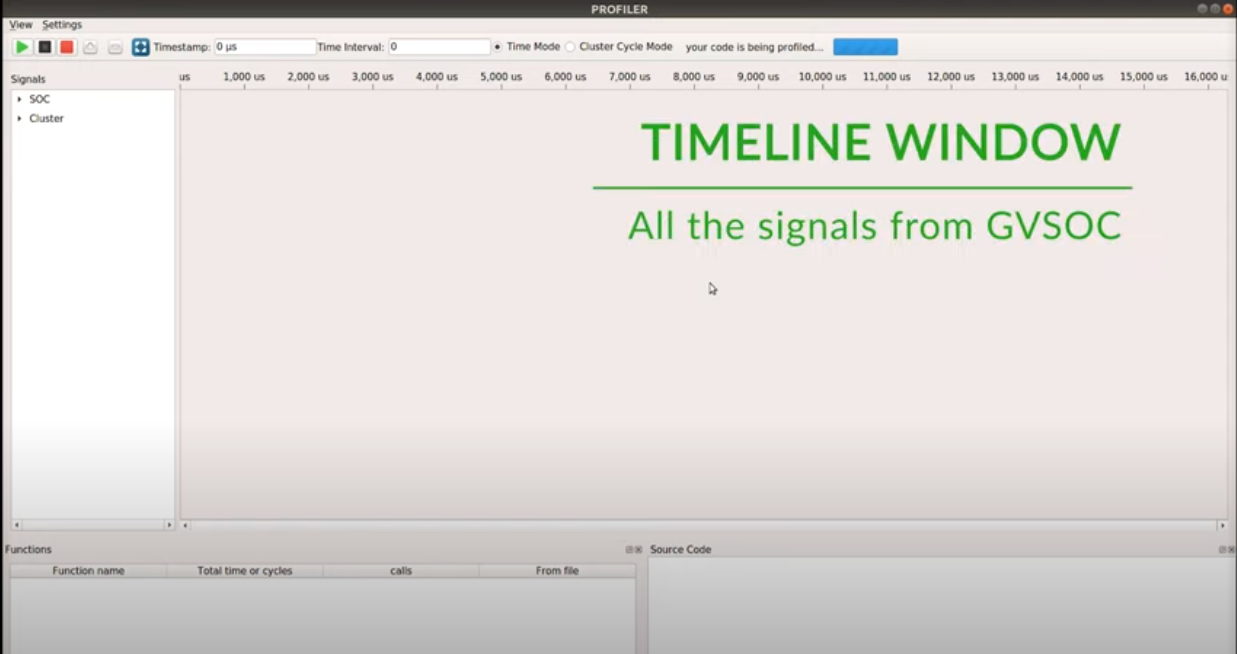 PROFILER
View Settings
Timestamp: 0 µs Time Interval: 0 Time Mode Cluster Cycle Mode your code is being profiled...
Signals
us 1,000 us 2,000 us 3,000 us 4,000 us 5,000 us 6,000 us 7,000 us 8,000 us 9,000 us 10,000 us 11,000 us 12,000 us 13,000 us 14,000 us 15,000 us 16,000 u
SOC
Cluster
TIMELINE WINDOW
All the signals from GVSOC
Functions
Function name Total time or cycles calls From file
Source Code